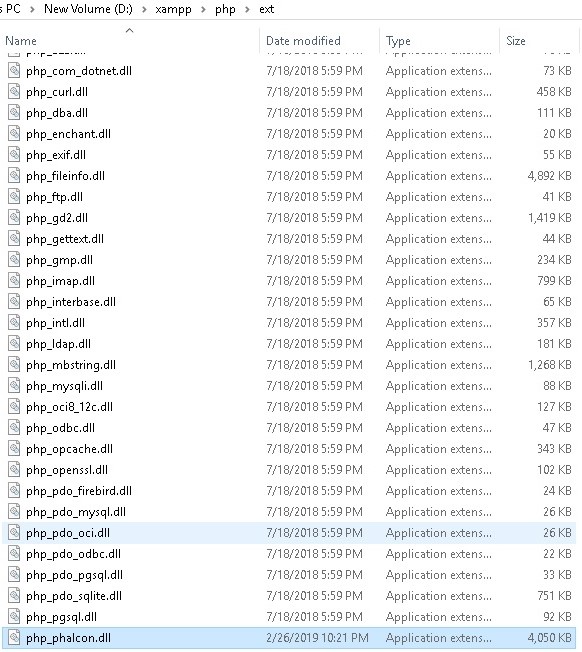 s PC > New Volume (D:) > xampp > php > ext
Name Date modified Type Size
php_com_dotnet.dll 7/18/2018 5:59 PM Application extens... 73 KB
php_curl.dll 7/18/2018 5:59 PM Application extens... 458 KB
php_dba.dll 7/18/2018 5:59 PM Application extens... 111 KB
php_enchant.dll 7/18/2018 5:59 PM Application extens... 20 KB
php_exif.dll 7/18/2018 5:59 PM Application extens... 55 KB
php_fileinfo.dll 7/18/2018 5:59 PM Application extens... 4,892 KB
php_ftp.dll 7/18/2018 5:59 PM Application extens... 41 KB
php_gd2.dll 7/18/2018 5:59 PM Application extens... 1,419 KB
php_gettext.dll 7/18/2018 5:59 PM Application extens... 44 KB
php_gmp.dll 7/18/2018 5:59 PM Application extens... 234 KB
php_imap.dll 7/18/2018 5:59 PM Application extens... 799 KB
php_interbase.dll 7/18/2018 5:59 PM Application extens... 65 KB
php_intl.dll 7/18/2018 5:59 PM Application extens... 357 KB
php_ldap.dll 7/18/2018 5:59 PM Application extens... 181 KB
php_mbstring.dll 7/18/2018 5:59 PM Application extens... 1,268 KB
php_mysqli.dll 7/18/2018 5:59 PM Application extens... 88 KB
php_oci8_12c.dll 7/18/2018 5:59 PM Application extens... 127 KB
php_odbc.dll 7/18/2018 5:59 PM Application extens... 47 KB
php_opcache.dll 7/18/2018 5:59 PM Application extens... 343 KB
php_openssl.dll 7/18/2018 5:59 PM Application extens... 102 KB
php_pdo_firebird.dll 7/18/2018 5:59 PM Application extens... 24 KB
php_pdo_mysql.dll 7/18/2018 5:59 PM Application extens... 26 KB
php_pdo_oci.dll 7/18/2018 5:59 PM Application extens... 26 KB
php_pdo_odbc.dll 7/18/2018 5:59 PM Application extens... 22 KB
php_pdo_pgsql.dll 7/18/2018 5:59 PM Application extens... 33 KB
php_pdo_sqlite.dll 7/18/2018 5:59 PM Application extens... 751 KB
php_pgsql.dll 7/18/2018 5:59 PM Application extens... 92 KB
php_phalcon.dll 2/26/2019 10:21 PM Application extens... 4,050 KB